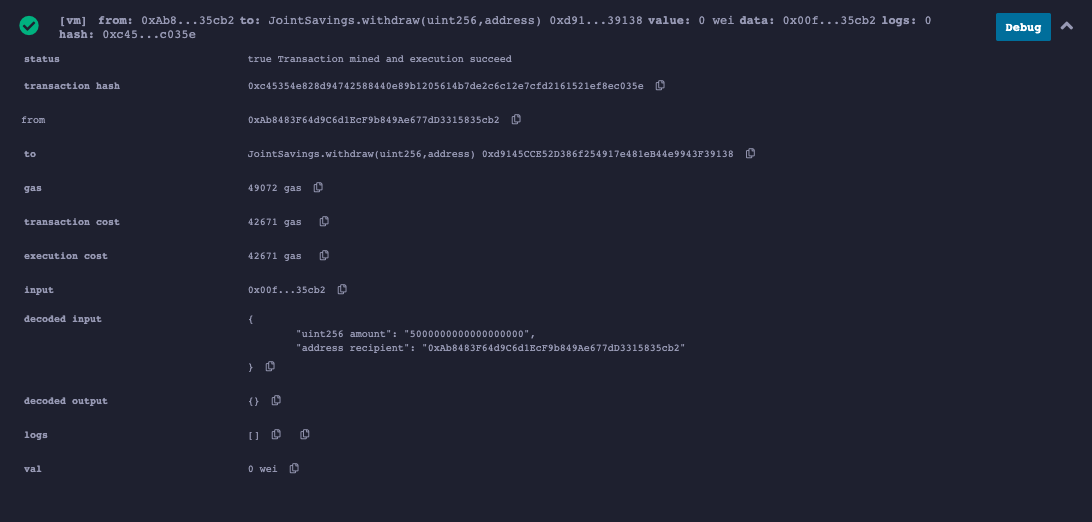 [vm] from: 0xAb8...35cb2 to: JointSavings.withdraw(uint256,address) 0xd91...39138 value: 0 wei data: 0x00f...35cb2 logs: 0
hash: 0xc45...c035e
Debug
status true Transaction mined and execution succeed
transaction hash 0xc45354e828d94742588440e89b1205614b7de2c6c12e7cfd2161521ef8ec035e
from 0xAb8483F64d9C6d1EcF9b849Ae677dD3315835cb2
to JointSavings.withdraw(uint256,address) 0xd9145CCE52D386f254917e481eB44e9943F39138
gas 49072 gas
transaction cost 42671 gas
execution cost 42671 gas
input 0x00f...35cb2
decoded input {
"uint256 amount": "5000000000000000000",
"address recipient": "0xAb8483F64d9C6d1EcF9b849Ae677dD3315835cb2"
}
decoded output {}
logs []
val 0 wei